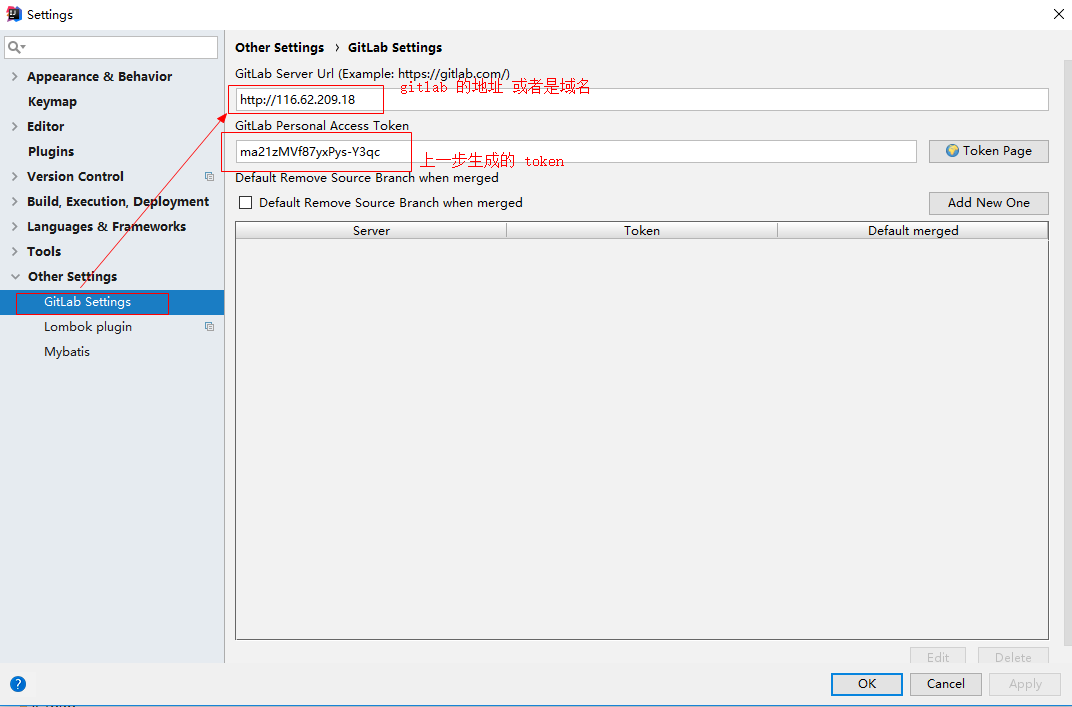 Settings
Other Settings › GitLab Settings
Appearance & Behavior
Keymap
Editor
Plugins
Version Control
Build, Execution, Deployment
Languages & Frameworks
Tools
Other Settings
GitLab Settings
Lombok plugin
Mybatis
GitLab Server Url (Example: https://gitlab.com/)
gitlab 的地址 或者是域名
http://116.62.209.18
GitLab Personal Access Token
ma21zMVf87yxPys-Y3qc
上一步生成的 token
Token Page
Default Remove Source Branch when merged
Default Remove Source Branch when merged
Add New One
Server Token Default merged
Edit Delete
? OK Cancel Apply